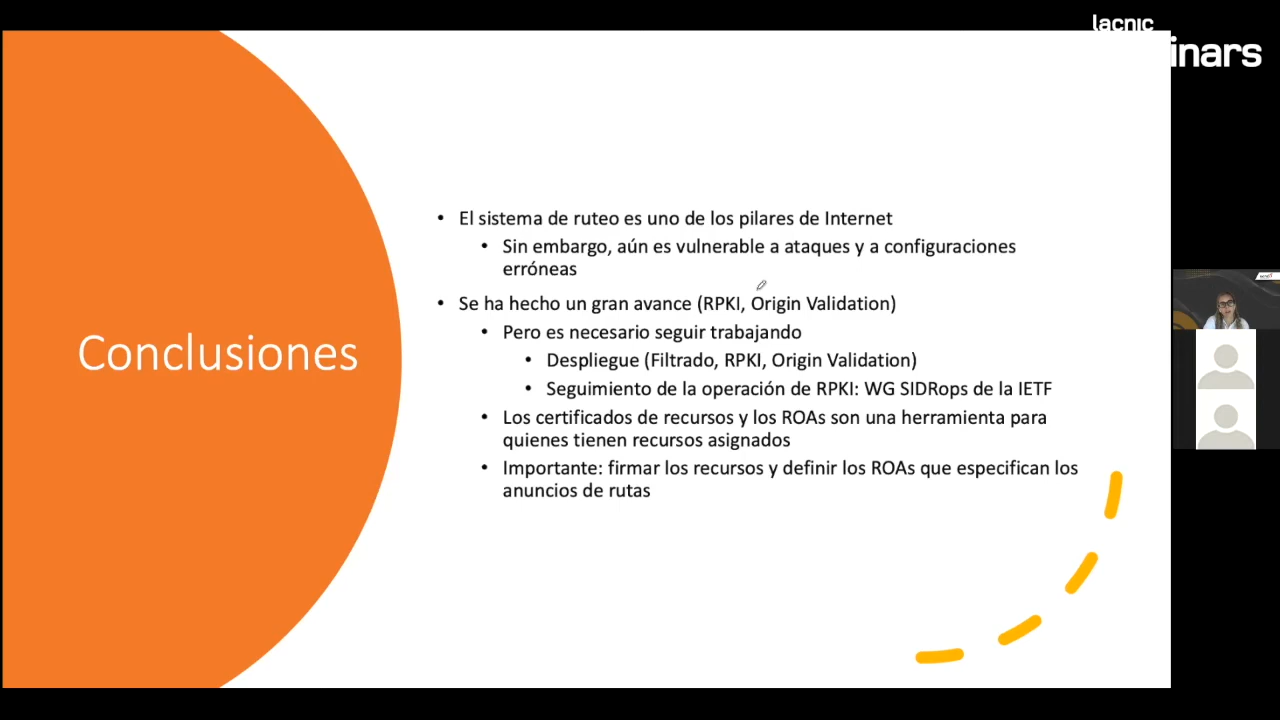 lacnic
inars
Conclusiones
• El sistema de ruteo es uno de los pilares de Internet
• Sin embargo, aún es vulnerable a ataques y a configuraciones
erróneas
• Se ha hecho un gran avance (RPKI, Origin Validation)
• Pero es necesario seguir trabajando
• Despliegue (Filtrado, RPKI, Origin Validation)
• Seguimiento de la operación de RPKI: WG SIDRops de la IETF
• Los certificados de recursos y los ROAs son una herramienta para
quienes tienen recursos asignados
• Importante: firmar los recursos y definir los ROAs que especifican los
anuncios de rutas